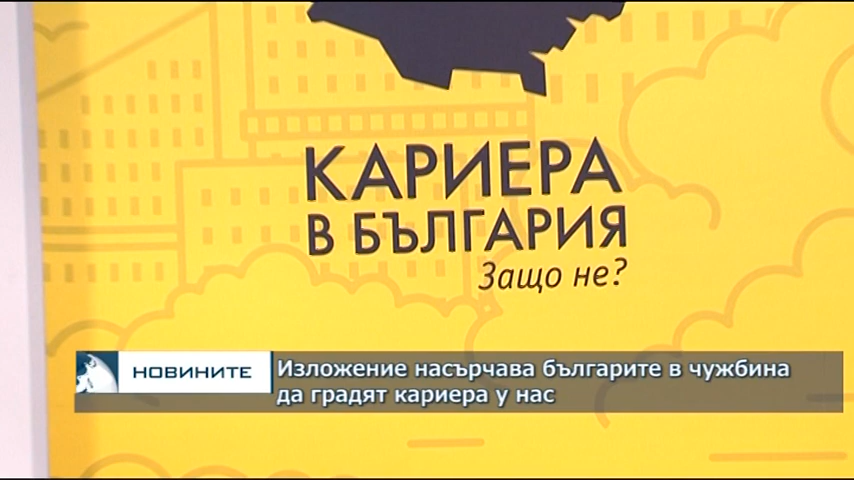 КАРИЕРА
В БЪЛГАРИЯ
Защо не?
НОВИНИТЕ
Изложение насърчава българите в чужбина
да градят кариера у нас